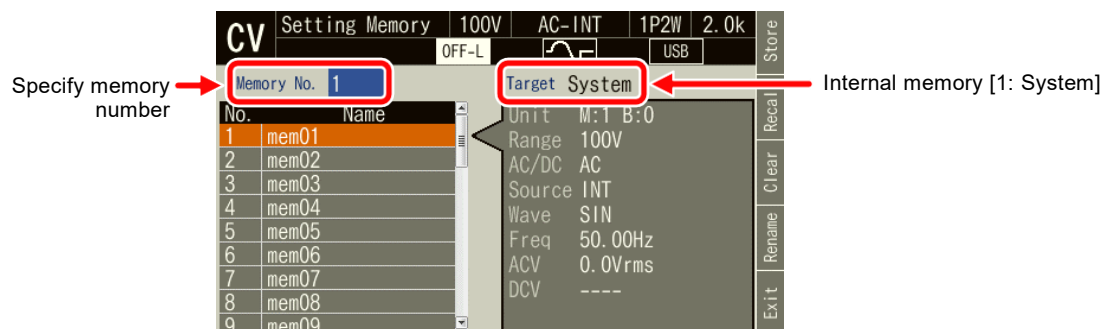 CV Setting Memory 100V AC-INT 1P2W 2.0k
OFF-L USB
Store
Specify memory
number
Memory No. 1
Target System
Internal memory [1: System]
No. Name
1 mem01
2 mem02
3 mem03
4 mem04
5 mem05
6 mem06
7 mem07
8 mem08
9 mem09
Unit M:1 B:0
Range 100V
AC/DC AC
Source INT
Wave SIN
Freq 50.00Hz
ACV 0.0Vrms
DCV ----
Recal
Clear
Rename
Exit